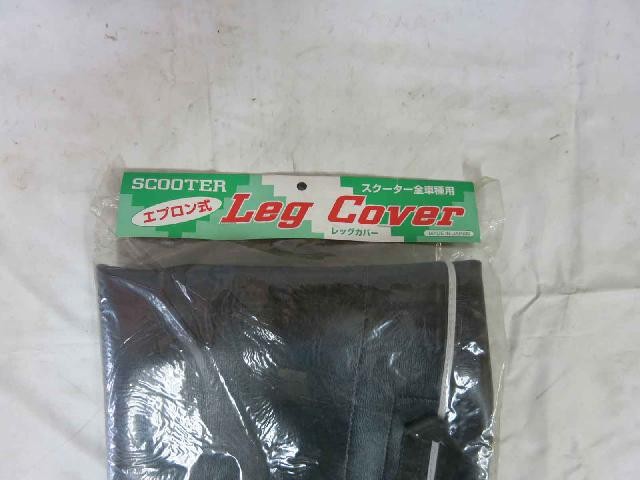 SCOOTER
スクーター全車種用
エプロン式
Leg Cover
レッグカバー
MADE IN JAPAN